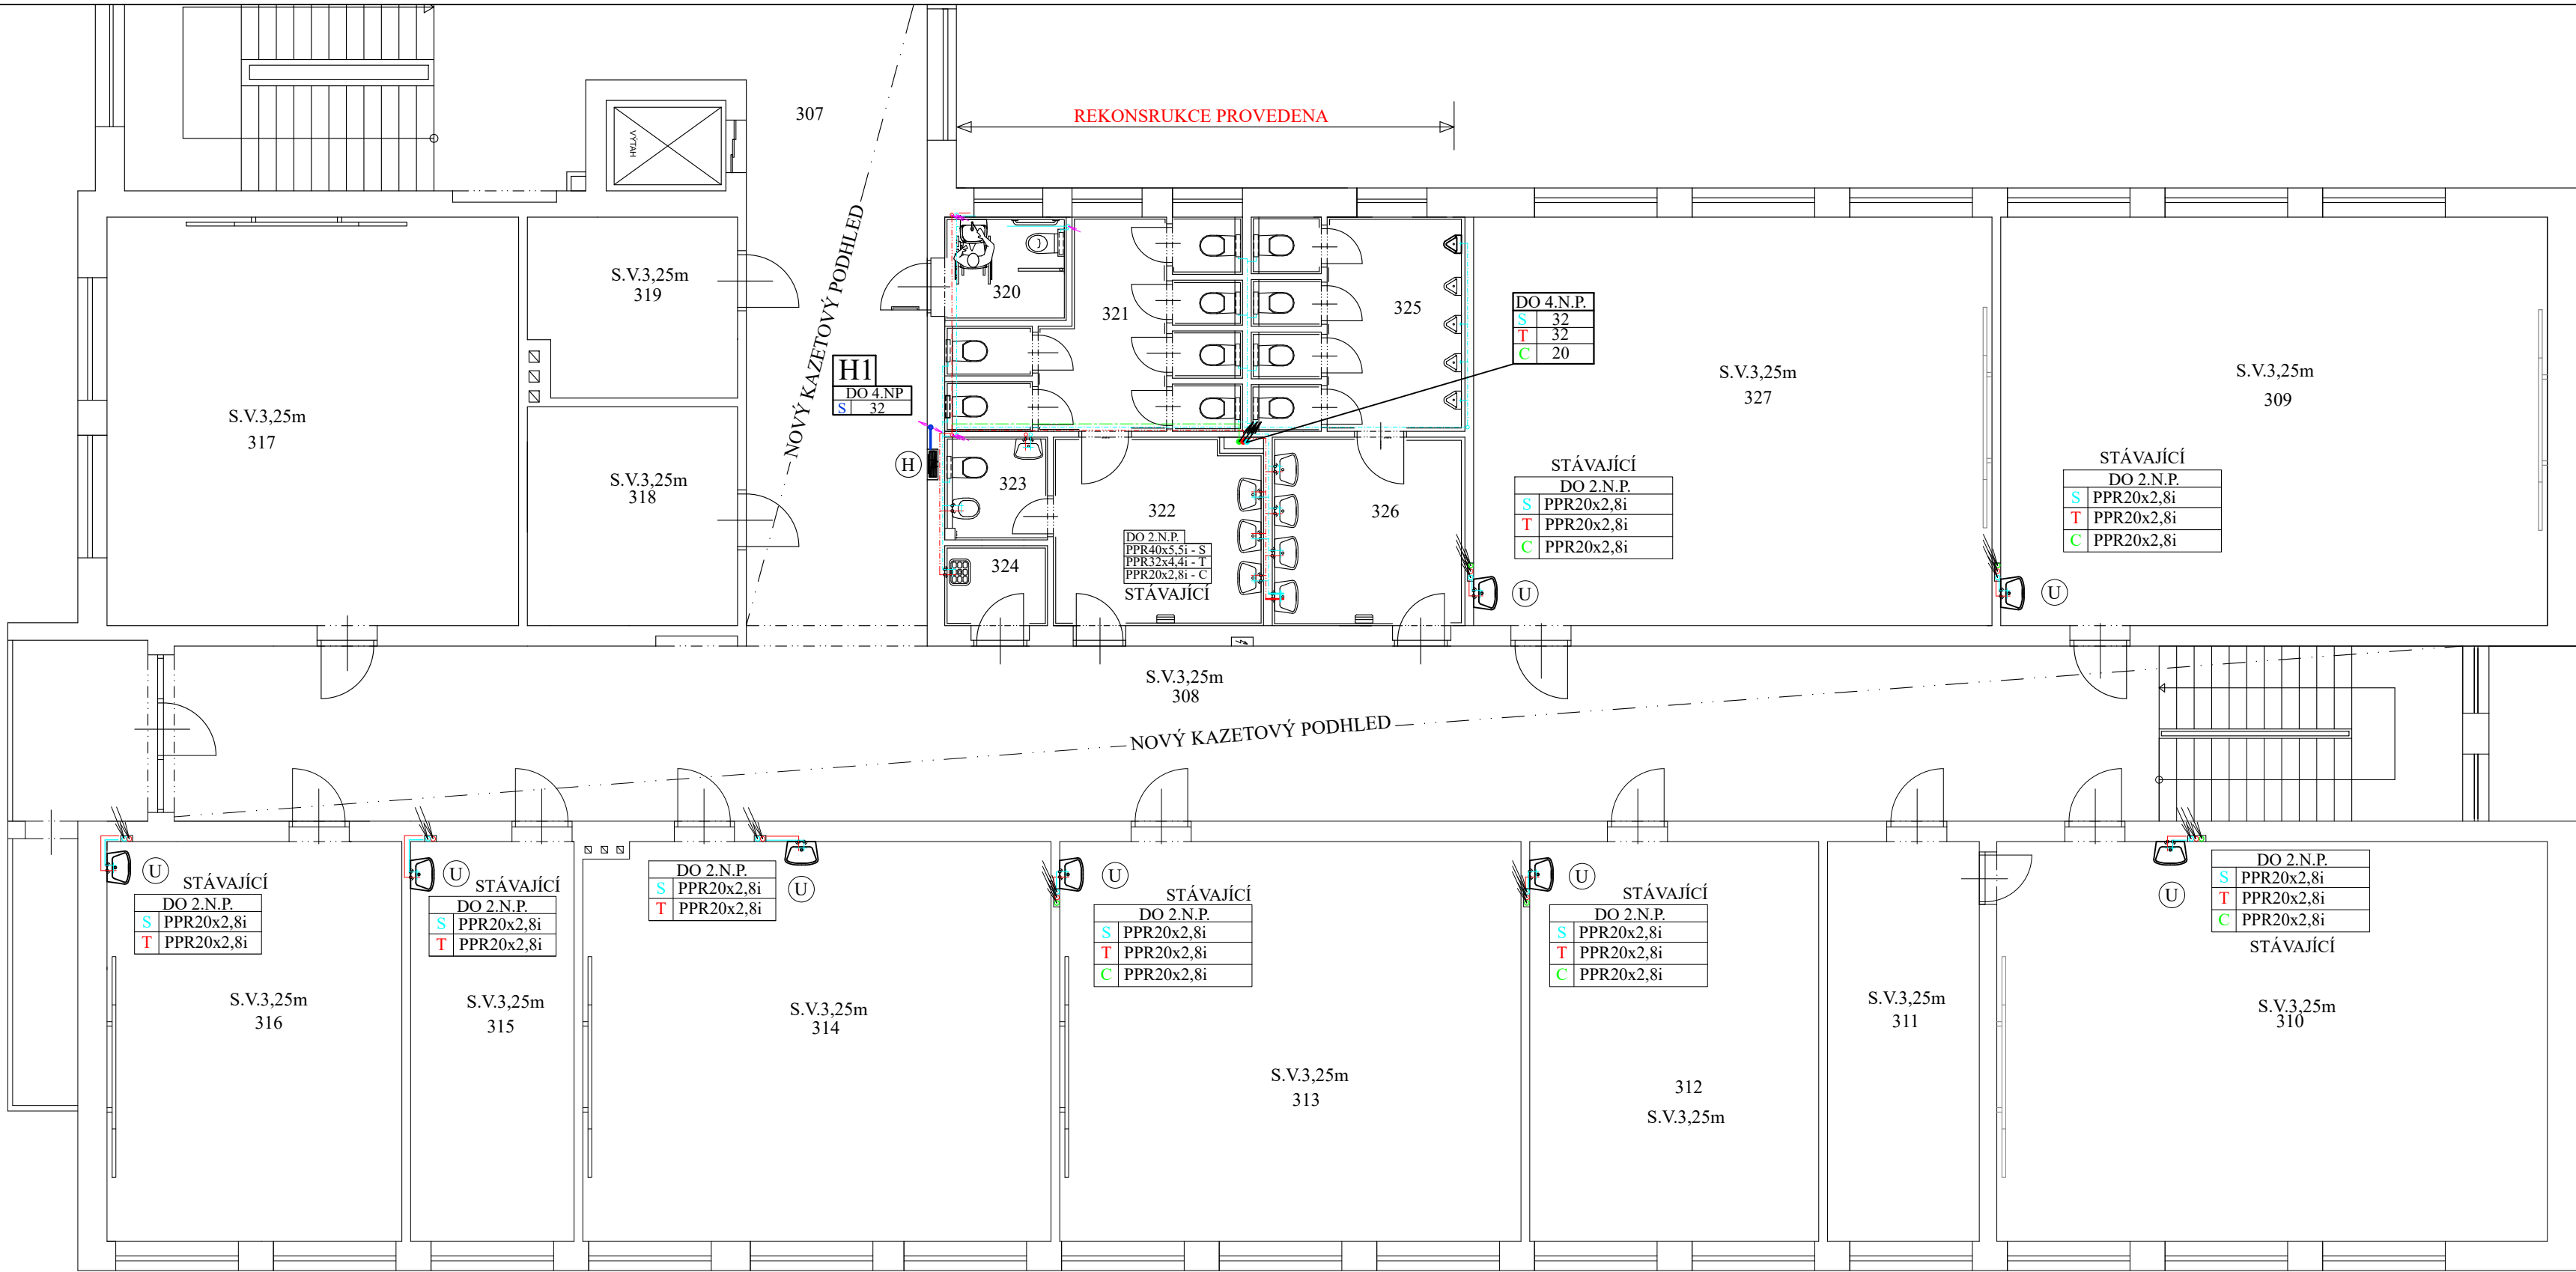 307
REKONSRUKCE PROVEDENA
VÝTAH
NOVÝ KAZETOVÝ PODHLED
S.V.3,25m
319
320
321
325
DO 4.N.P.
S 32
T 32
C 20
H1
DO 4.NP
S 32
S.V.3,25m
317
S.V.3,25m
318
H
323
322
326
324
DO 2.N.P.
PPR40x5,5i - S
PPR32x4,4i - T
PPR20x2,8i - C
STÁVAJÍCÍ
S.V.3,25m
327
STÁVAJÍCÍ
DO 2.N.P.
S PPR20x2,8i
T PPR20x2,8i
C PPR20x2,8i
U
S.V.3,25m
309
STÁVAJÍCÍ
DO 2.N.P.
S PPR20x2,8i
T PPR20x2,8i
C PPR20x2,8i
U
S.V.3,25m
308
NOVÝ KAZETOVÝ PODHLED
U
STÁVAJÍCÍ
DO 2.N.P.
S PPR20x2,8i
T PPR20x2,8i
S.V.3,25m
316
U
STÁVAJÍCÍ
DO 2.N.P.
S PPR20x2,8i
T PPR20x2,8i
S.V.3,25m
315
DO 2.N.P.
S PPR20x2,8i
T PPR20x2,8i
U
S.V.3,25m
314
U
STÁVAJÍCÍ
DO 2.N.P.
S PPR20x2,8i
T PPR20x2,8i
C PPR20x2,8i
S.V.3,25m
313
U
STÁVAJÍCÍ
DO 2.N.P.
S PPR20x2,8i
T PPR20x2,8i
C PPR20x2,8i
312
S.V.3,25m
S.V.3,25m
311
U
DO 2.N.P.
S PPR20x2,8i
T PPR20x2,8i
C PPR20x2,8i
STÁVAJÍCÍ
S.V.3,25m
310